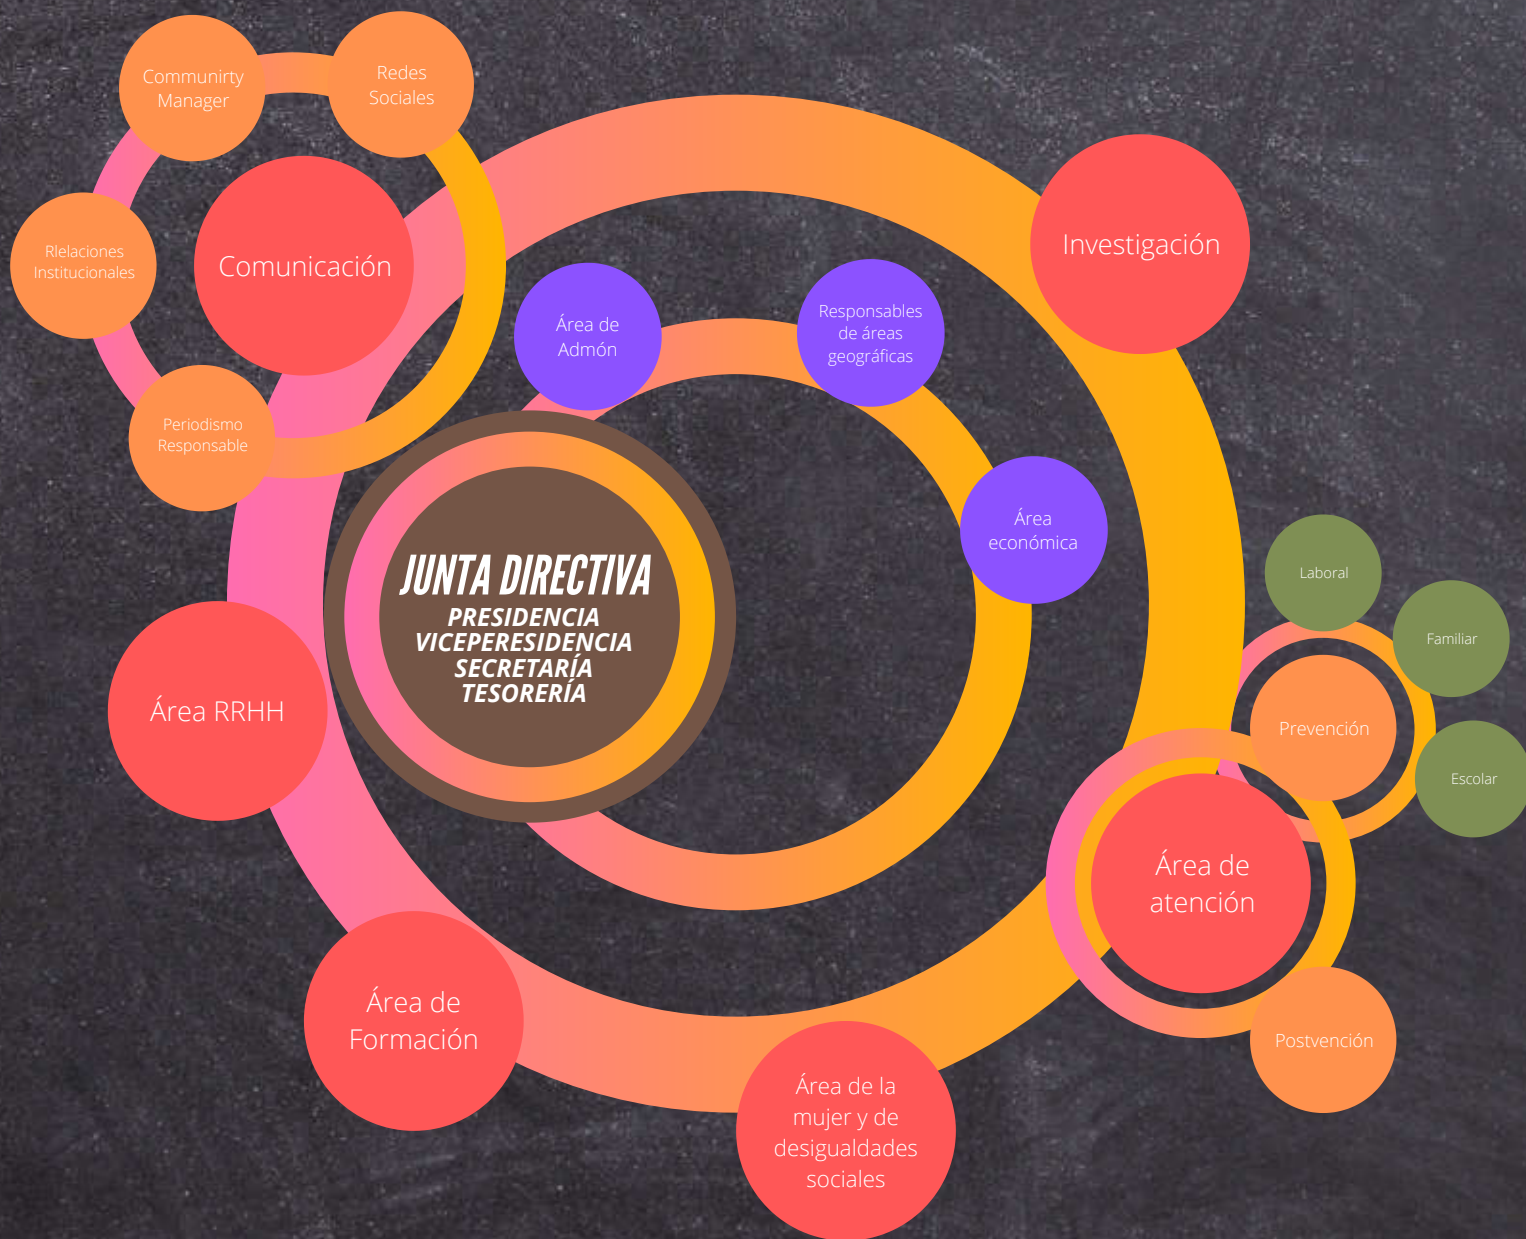 Communirty
Manager
Redes
Sociales
Rlelaciones
Institucionales
Comunicación
Periodismo
Responsable
Investigación
Área de
Admón
Responsables
de áreas
geográficas
Área
económica
JUNTA DIRECTIVA
PRESIDENCIA
VICEPERESIDENCIA
SECRETARÍA
TESORERÍA
Laboral
Familiar
Prevención
Escolar
Área RRHH
Área de
atención
Área de
Formación
Postvención
Área de la
mujer y de
desigualdades
sociales